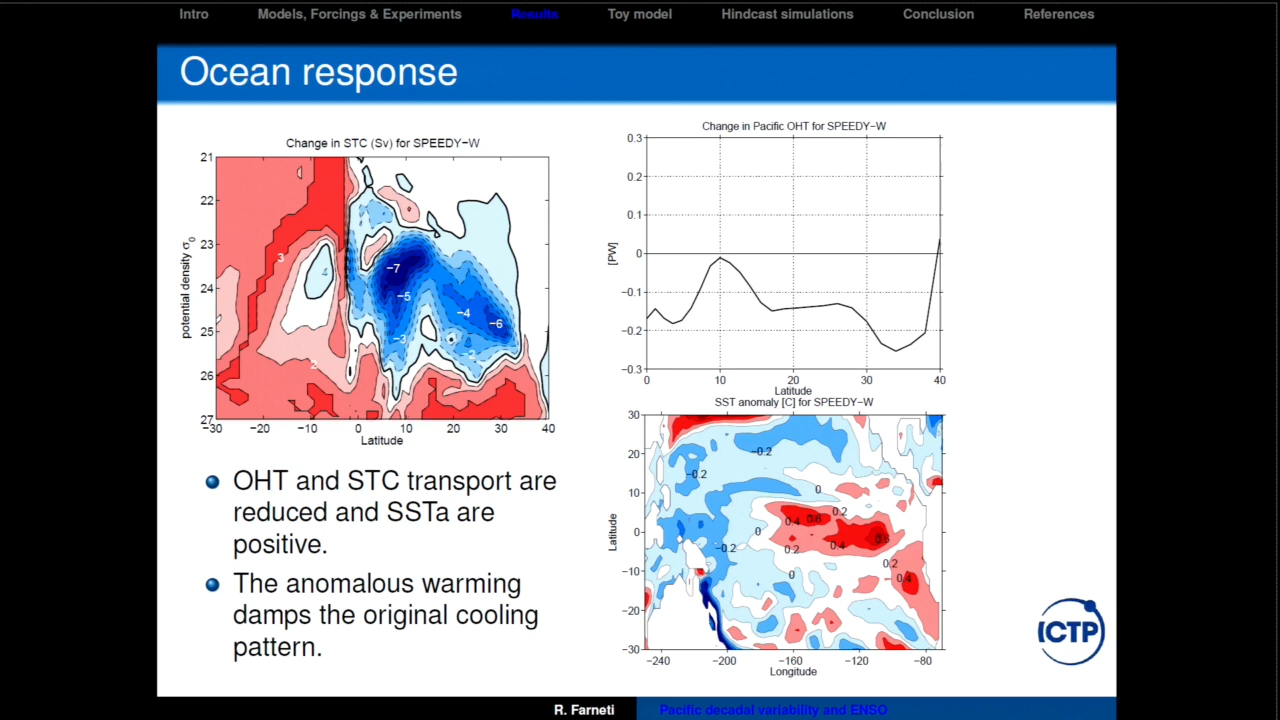 Intro Models, Forcings & Experiments Results Toy model Hindcast simulations Conclusion References
Ocean response
Change in STC (Sv) for SPEEDY−W
21
22
23
24
25
26
27
potential density σ0
3
4
2
−7
−5
−4
−6
−3
−2
−30 −20 −10 0 10 20 30 40
Latitude
Change in Pacific OHT for SPEEDY−W
0.3
0.2
0.1
0
−0.1
−0.2
−0.3
[PW]
0 10 20 30 40
Latitude
SST anomaly [C] for SPEEDY−W
30
20
10
0
−10
−20
−30
Latitude
−0.2
−0.2
0
0.2
0.4 0.6
0
0.6
−0.2
0.2
0.4
0.2
0
0.4
−240 −200 −160 −120 −80
Longitude
OHT and STC transport are
reduced and SSTa are
positive.
The anomalous warming
damps the original cooling
pattern.
ICTP
R. Farneti Pacific decadal variability and ENSO